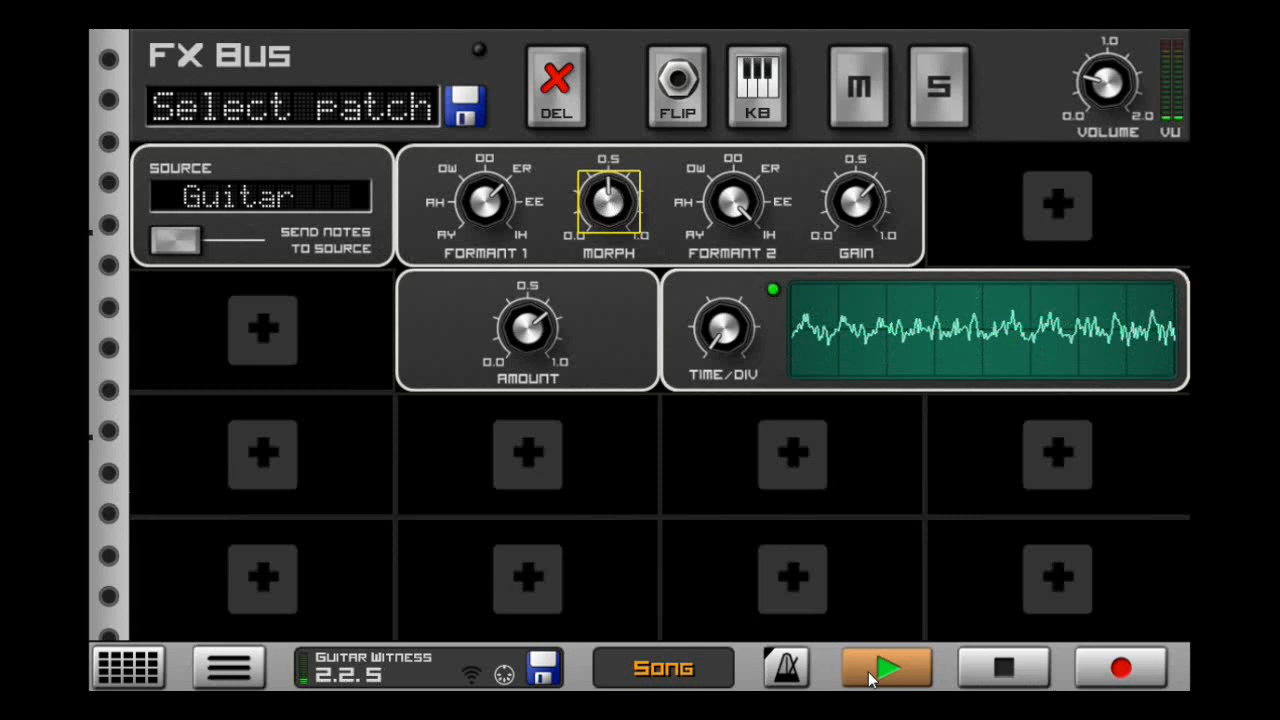 FX Bus
Select patch
DEL
FLIP
KB
M
S
1.0
0.0 2.0
VOLUME VU
SOURCE
Guitar
SEND NOTES
TO SOURCE
OO
OW ER
AH EE
AY IH
FORMANT 1
0.5
0.0 1.0
MORPH
OO
OW ER
AH EE
AY IH
FORMANT 2
0.5
0.0 1.0
GAIN
0.5
0.0 1.0
AMOUNT
TIME/DIV
GUITAR WITNESS
2.2.5
Song